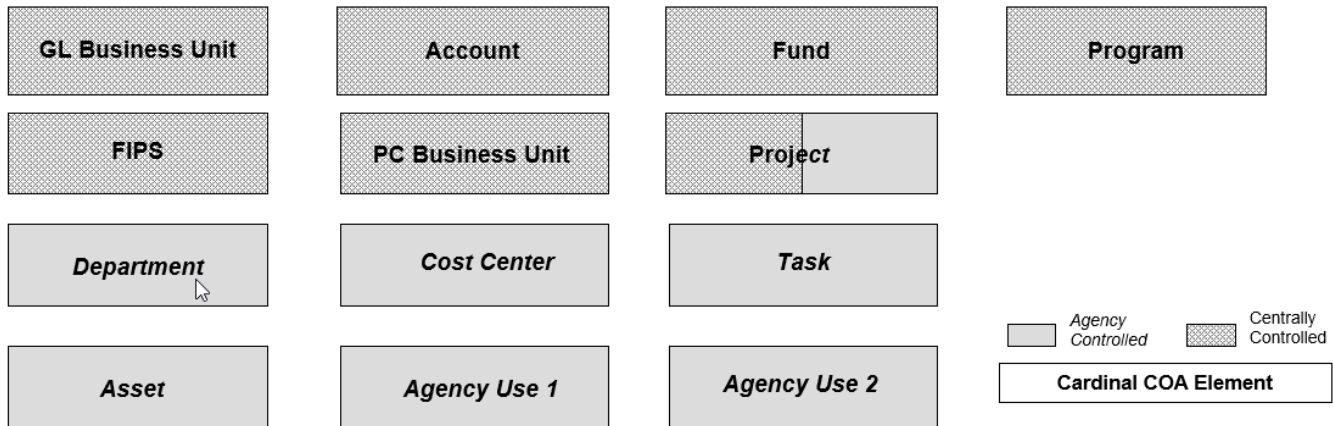 GL Business Unit
Account
Fund
Program
FIPS
PC Business Unit
Project
Department
Cost Center
Task
Agency
Controlled
Centrally
Controlled
Cardinal COA Element
Asset
Agency Use 1
Agency Use 2